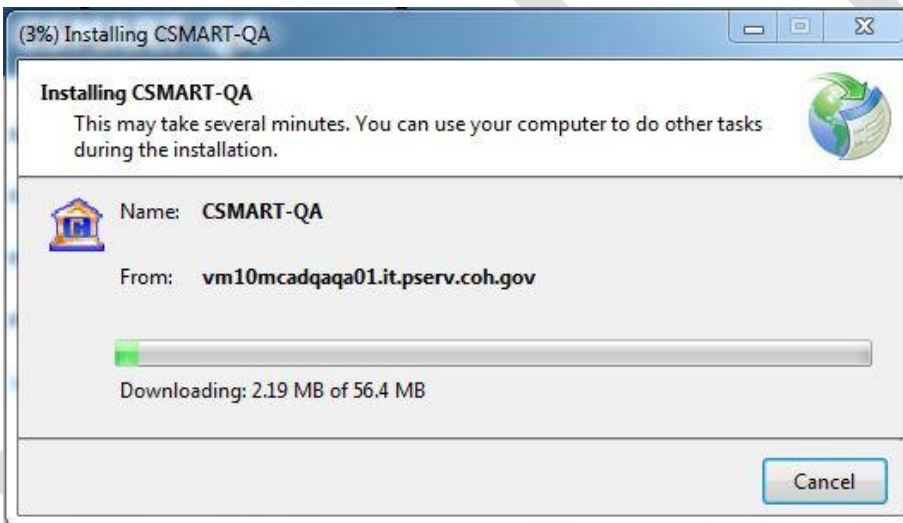 (3%) Installing CSMART-QA
Installing CSMART-QA
This may take several minutes. You can use your computer to do other tasks
during the installation.
Name: CSMART-QA
From: vm10mcadqaqa01.it.pserv.coh.gov
Downloading: 2.19 MB of 56.4 MB
Cancel